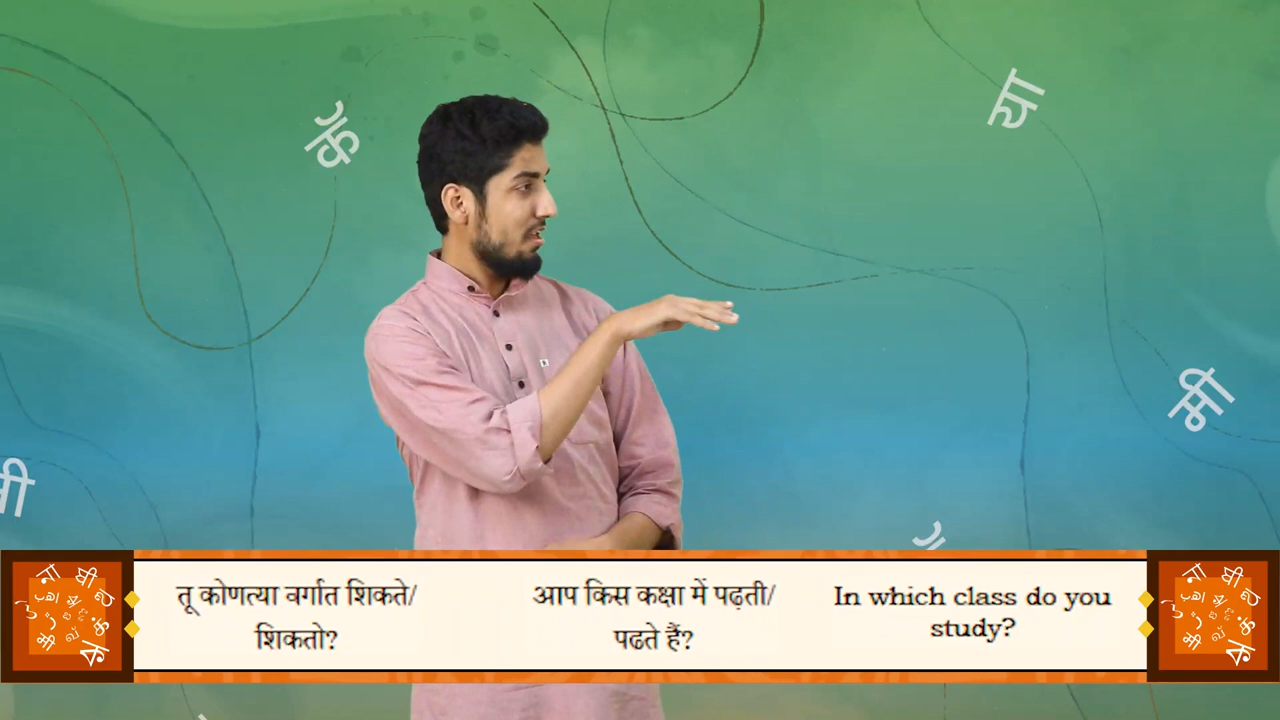 कॅ
चा
मी
तू कोणत्या वर्गात शिकते/
शिकतो?
आप किस कक्षा में पढ़ती/
पढते हैं?
In which class do you
study?